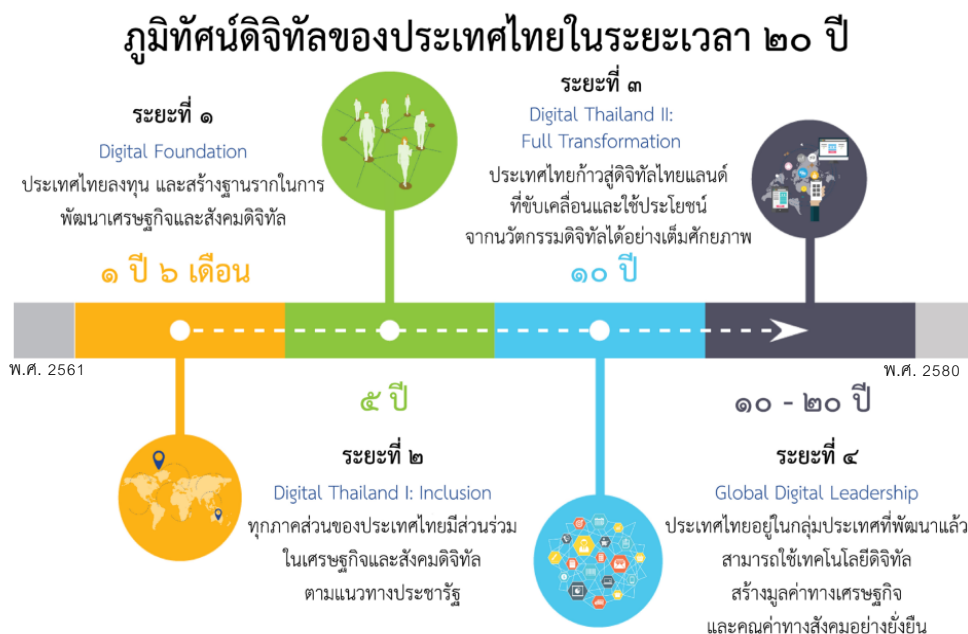 ภูมิทัศน์ดิจิทัลของประเทศไทยในระยะเวลา ๒๐ ปี
ระยะที่ ๑
Digital Foundation
ประเทศไทยลงทุน และสร้างฐานรากในการ
พัฒนาเศรษฐกิจและสังคมดิจิทัล
๑ ปี ๖ เดือน
ระยะที่ ๓
Digital Thailand II:
Full Transformation
ประเทศไทยก้าวสู่ดิจิทัลไทยแลนด์
ที่ขับเคลื่อนและใช้ประโยชน์
จากนวัตกรรมดิจิทัลได้อย่างเต็มศักยภาพ
๑๐ ปี
พ.ศ. 2561
พ.ศ. 2580
๕ ปี
ระยะที่ ๒
Digital Thailand I: Inclusion
ทุกภาคส่วนของประเทศไทยมีส่วนร่วม
ในเศรษฐกิจและสังคมดิจิทัล
ตามแนวทางประชารัฐ
๑๐ - ๒๐ ปี
ระยะที่ ๔
Global Digital Leadership
ประเทศไทยอยู่ในกลุ่มประเทศที่พัฒนาแล้ว
สามารถใช้เทคโนโลยีดิจิทัล
สร้างมูลค่าทางเศรษฐกิจ
และคุณค่าทางสังคมอย่างยั่งยืน